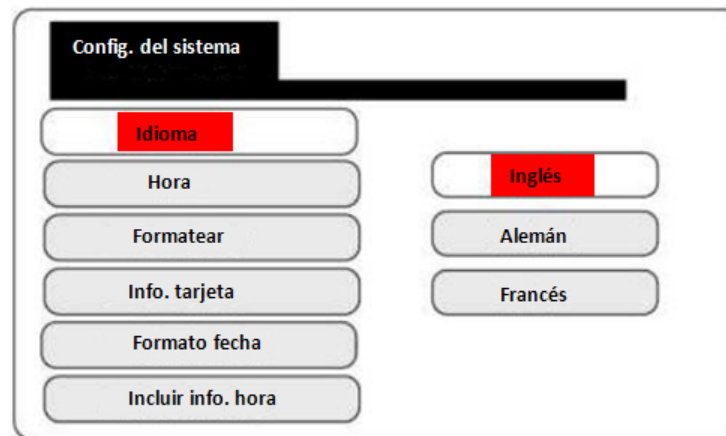 Config. del sistema
Idioma
Hora
Formatear
Info. tarjeta
Formato fecha
Incluir info. hora
Inglés
Alemán
Francés